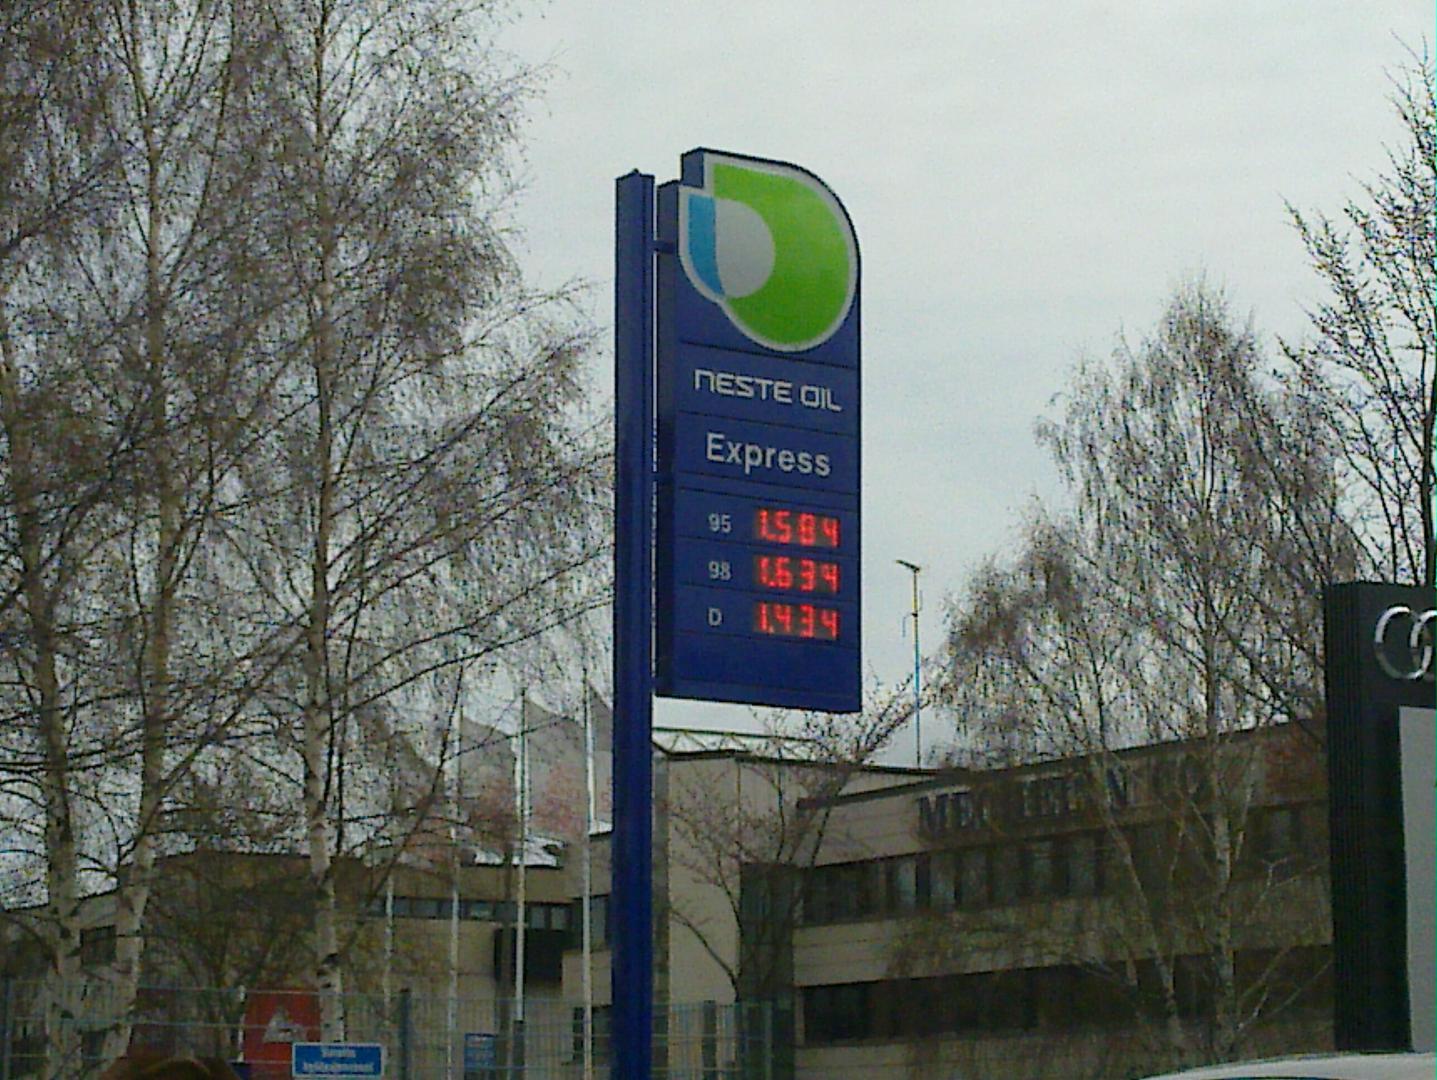 NESTE OIL
Express
95 1.584
98 1.634
D 1.434